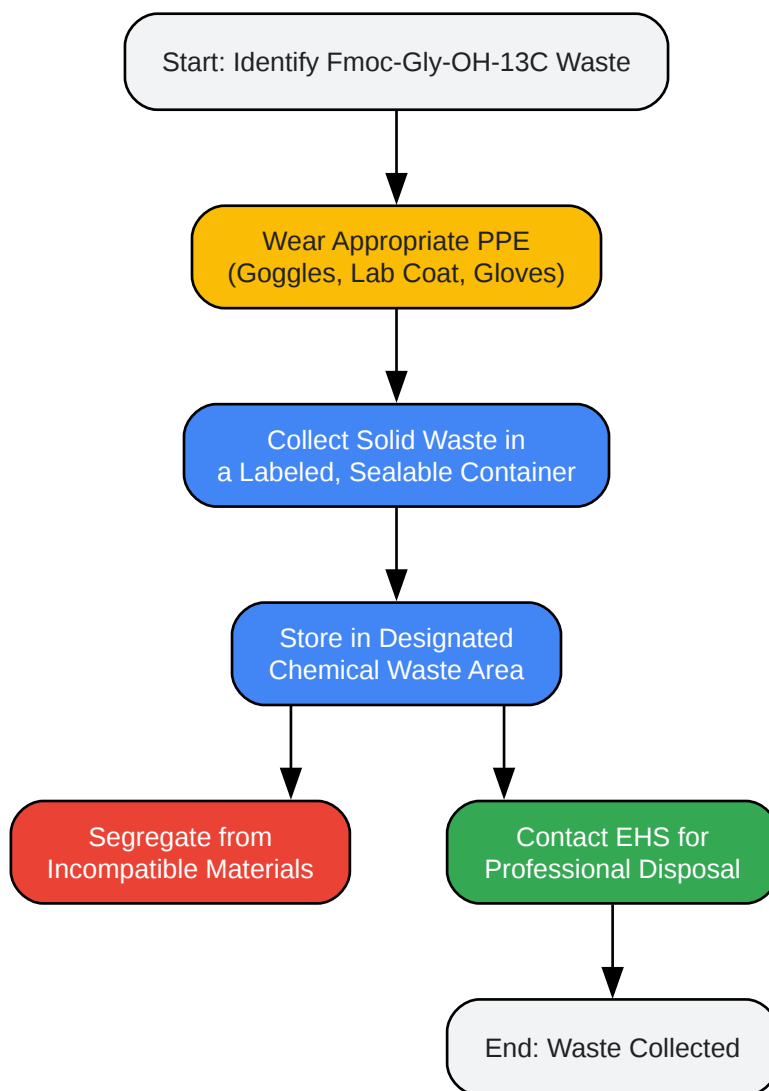 Start: Identify Fmoc-Gly-OH-13C Waste
Wear Appropriate PPE
(Goggles, Lab Coat, Gloves)
Collect Solid Waste in
a Labeled, Sealable Container
Store in Designated
Chemical Waste Area
Segregate from
Incompatible Materials
Contact EHS for
Professional Disposal
End: Waste Collected